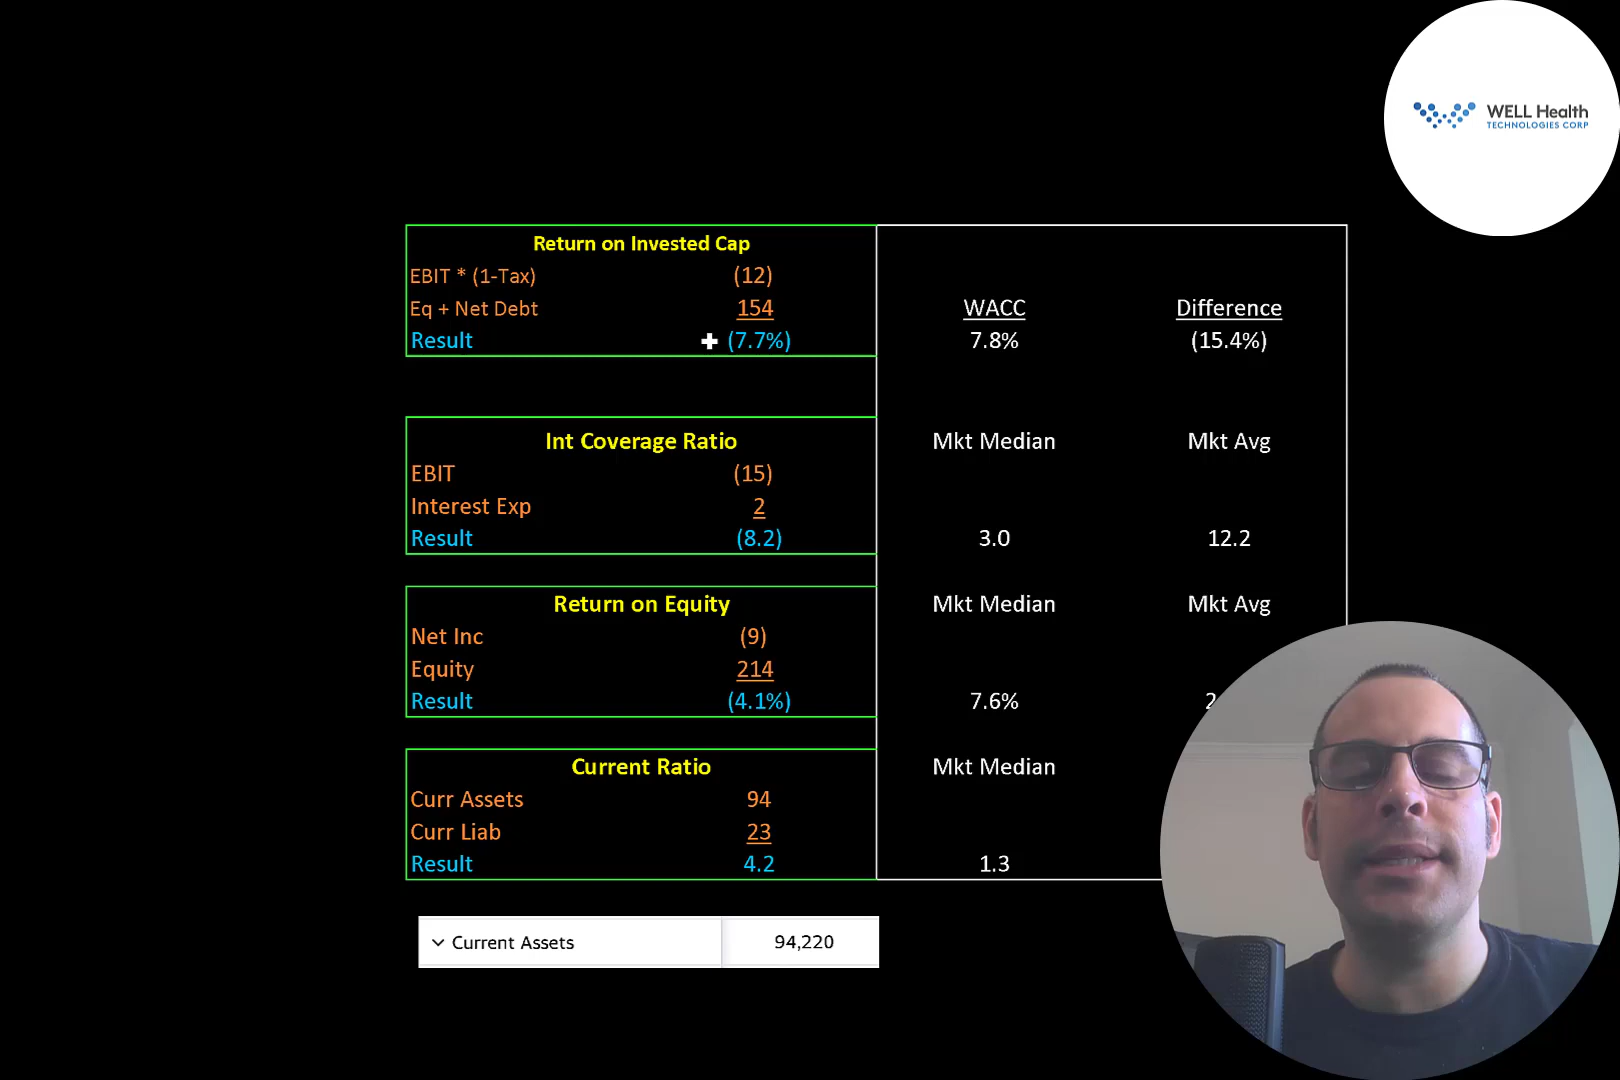 WELL Health
TECHNOLOGIES CORP
Return on Invested Cap
EBIT * (1-Tax) (12)
Eq + Net Debt 154 WACC Difference
Result (7.7%) 7.8% (15.4%)
Int Coverage Ratio Mkt Median Mkt Avg
EBIT (15)
Interest Exp 2
Result (8.2) 3.0 12.2
Return on Equity Mkt Median Mkt Avg
Net Inc (9)
Equity 214
Result (4.1%) 7.6%
Current Ratio Mkt Median
Curr Assets 94
Curr Liab 23
Result 4.2 1.3
Current Assets 94,220